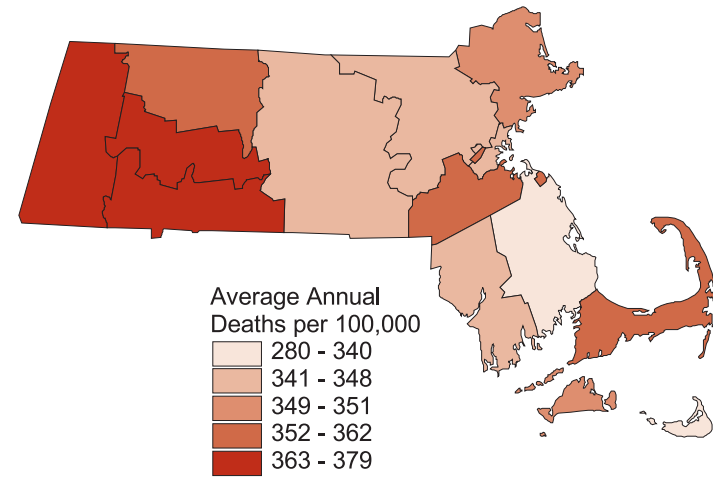 Average Annual
Deaths per 100,000
280 - 340
341 - 348
349 - 351
352 - 362
363 - 379